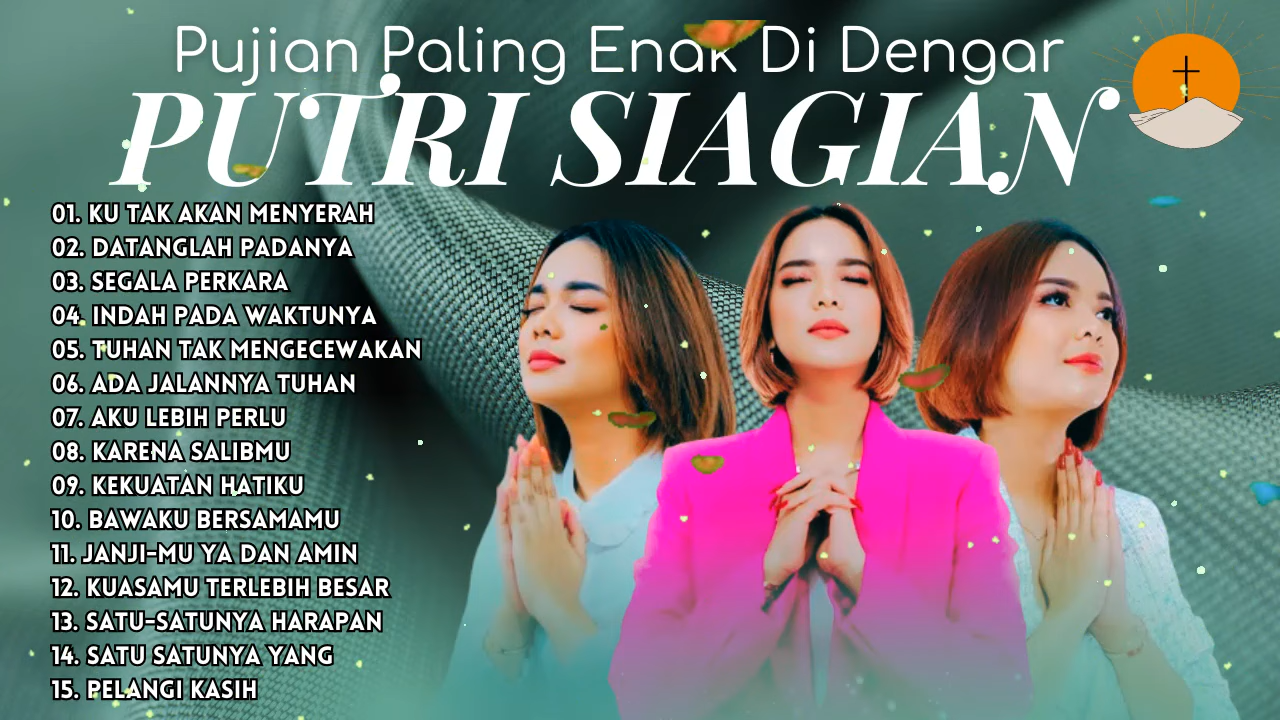 Pujian Paling Enak Di Dengar
PUTRI SIAGIAN
01. KU TAK AKAN MENYERAH
02. DATANGLAH PADANYA
03. SEGALA PERKARA
04. INDAH PADA WAKTUNYA
05. TUHAN TAK MENGECEWAKAN
06. ADA JALANNYA TUHAN
07. AKU LEBIH PERLU
08. KARENA SALIBMU
09. KEKUATAN HATIKU
10. BAWAKU BERSAMAMU
11. JANJI-MU YA DAN AMIN
12. KUASAMU TERLEBIH BESAR
13. SATU-SATUNYA HARAPAN
14. SATU SATUNYA YANG
15. PELANGI KASIH